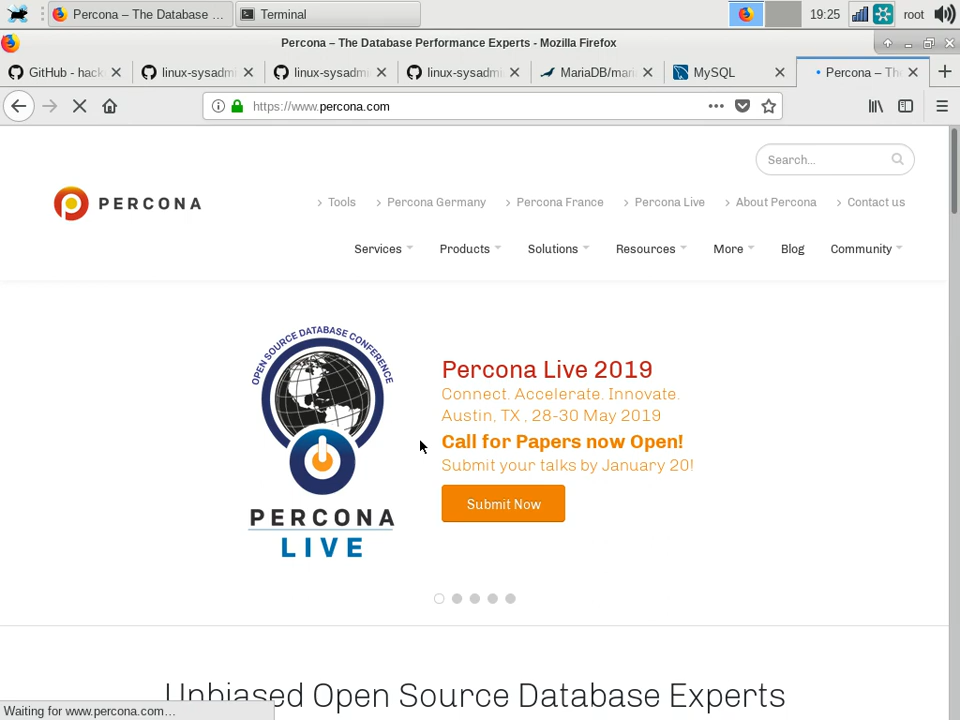 Percona – The Database ...
Terminal
19:25
root
Percona – The Database Performance Experts - Mozilla Firefox
GitHub - hack
linux-sysadmi
linux-sysadmi
linux-sysadmi
MariaDB/mari
MySQL
Percona – The
https://www.percona.com
Search...
PERCONA
Tools
Percona Germany
Percona France
Percona Live
About Percona
Contact us
Services
Products
Solutions
Resources
More
Blog
Community
OPEN SOURCE DATABASE CONFERENCE
PERCONA
LIVE
Percona Live 2019
Connect. Accelerate. Innovate.
Austin, TX , 28-30 May 2019
Call for Papers now Open!
Submit your talks by January 20!
Submit Now
Unbiased Open Source Database Experts
Waiting for www.percona.com...